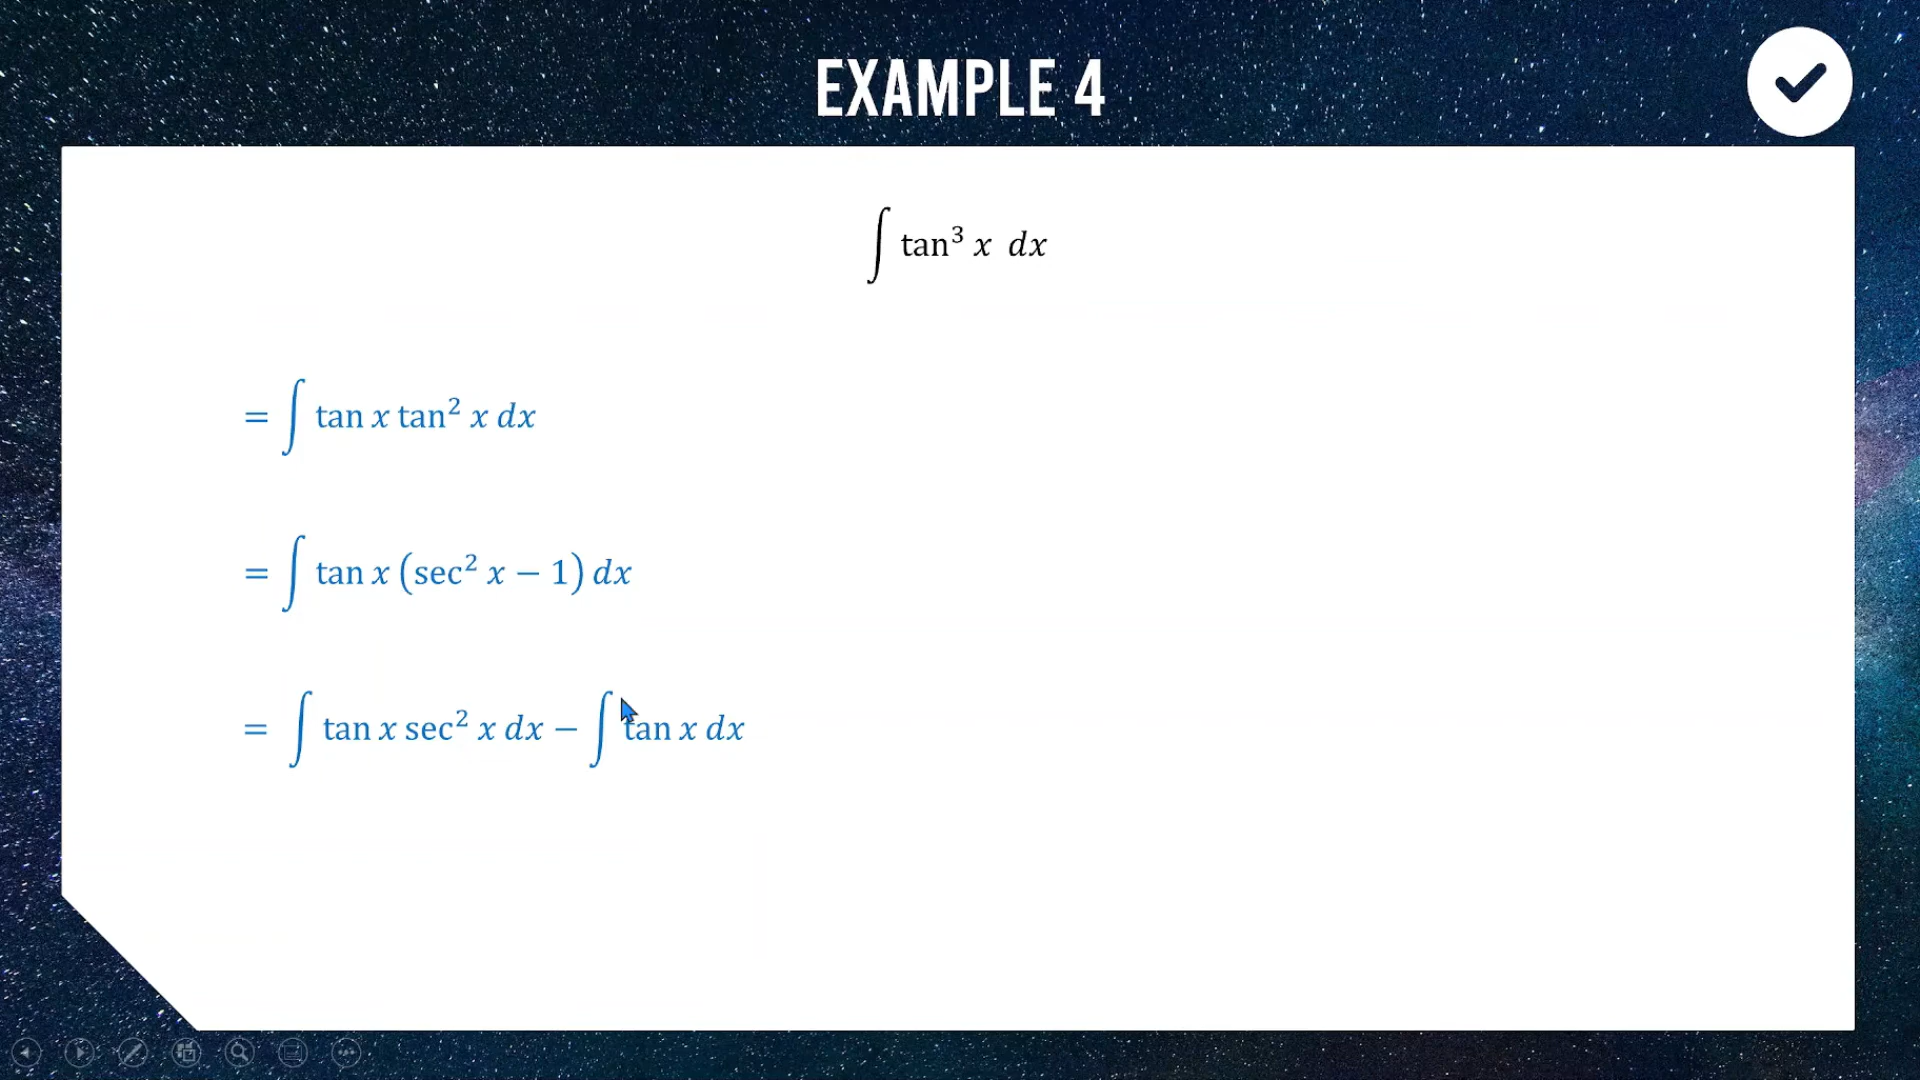 EXAMPLE 4
∫ tan³ x dx
= ∫ tan x tan² x dx
= ∫ tan x (sec² x − 1) dx
= ∫ tan x sec² x dx − ∫ tan x dx